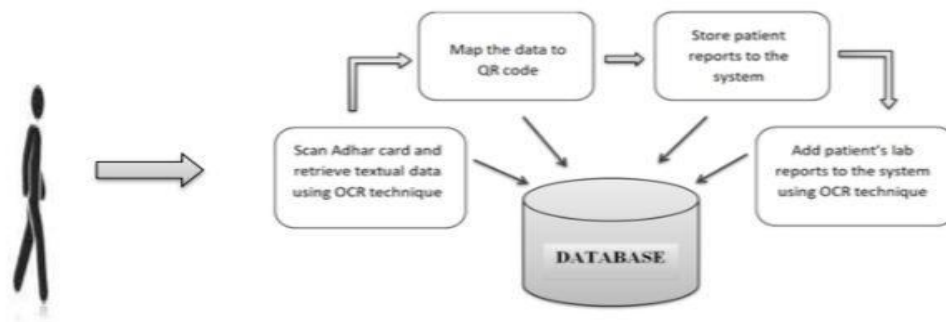 Scan Adhar card and
retrieve textual data
using OCR technique
Map the data to
QR code
Store patient
reports to the
system
Add patient's lab
reports to the system
using OCR technique
DATABASE